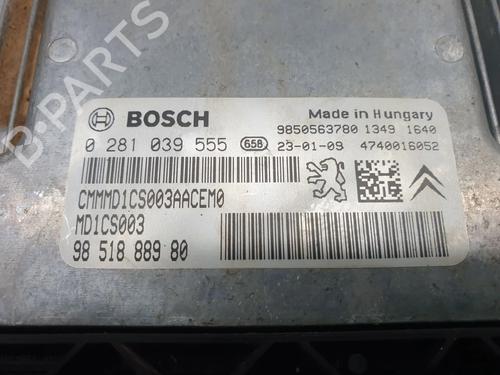 B-PARTS
BOSCH
Made in Hungary
9850563780 1349 1640
0 281 039 555 658 23-01-09 4740016052
CMMMD1CS003AACEM0
MD1CS003
98 518 889 80